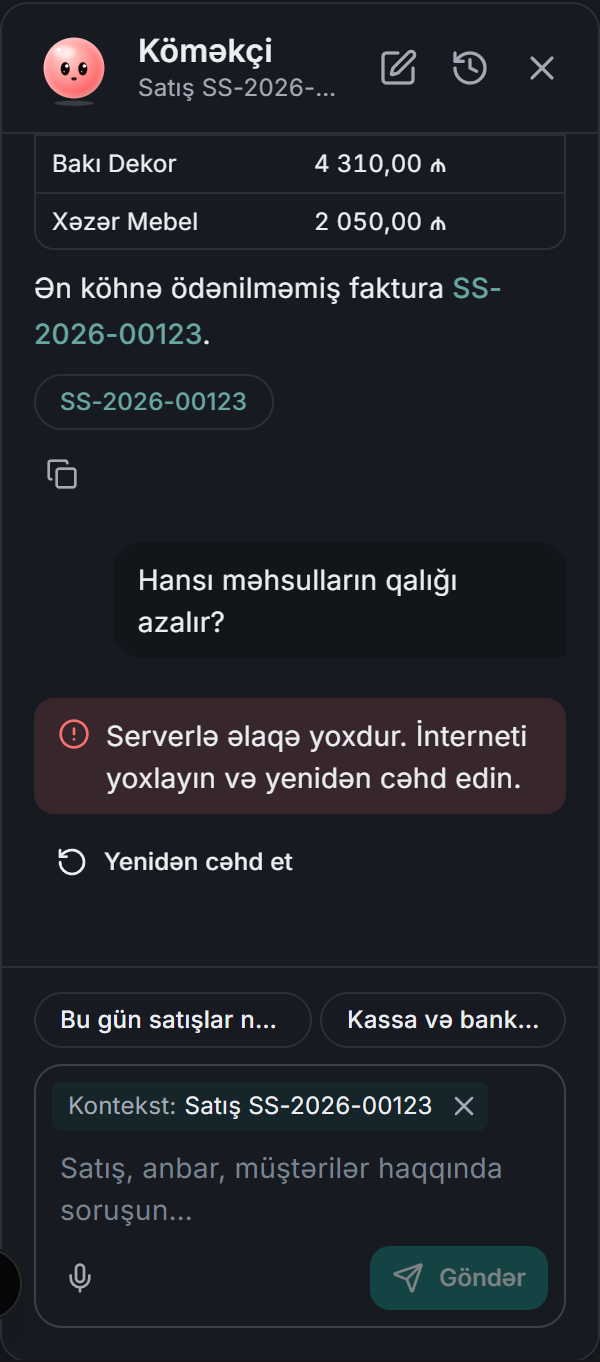 Köməkçi
Satış SS-2026-...
Bakı Dekor 4 310,00 ₼
Xəzər Mebel 2 050,00 ₼
Ən köhnə ödənilməmiş faktura SS-
2026-00123.
SS-2026-00123
Hansı məhsulların qalığı
azalır?
Serverlə əlaqə yoxdur. İnterneti
yoxlayın və yenidən cəhd edin.
Yenidən cəhd et
Bu gün satışlar n...
Kassa və bank...
Kontekst: Satış SS-2026-00123
Satış, anbar, müştərilər haqqında
soruşun...
Göndər